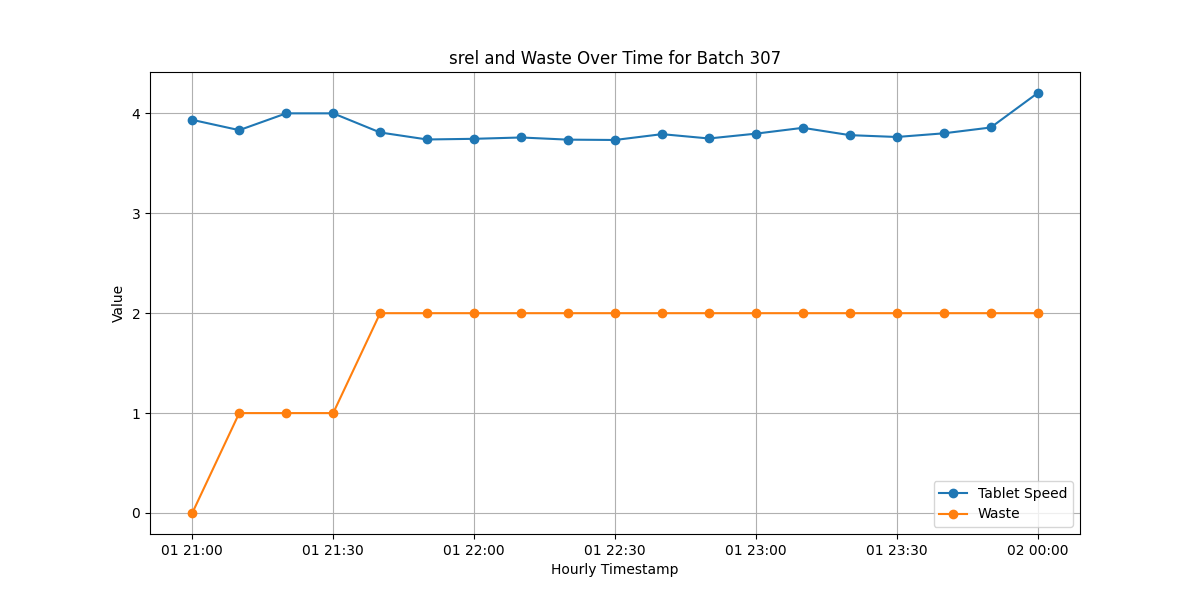 srel and Waste Over Time for Batch 307
Value
4
3
2
1
0
01 21:00 01 21:30 01 22:00 01 22:30 01 23:00 01 23:30 02 00:00
Hourly Timestamp
Tablet Speed
Waste